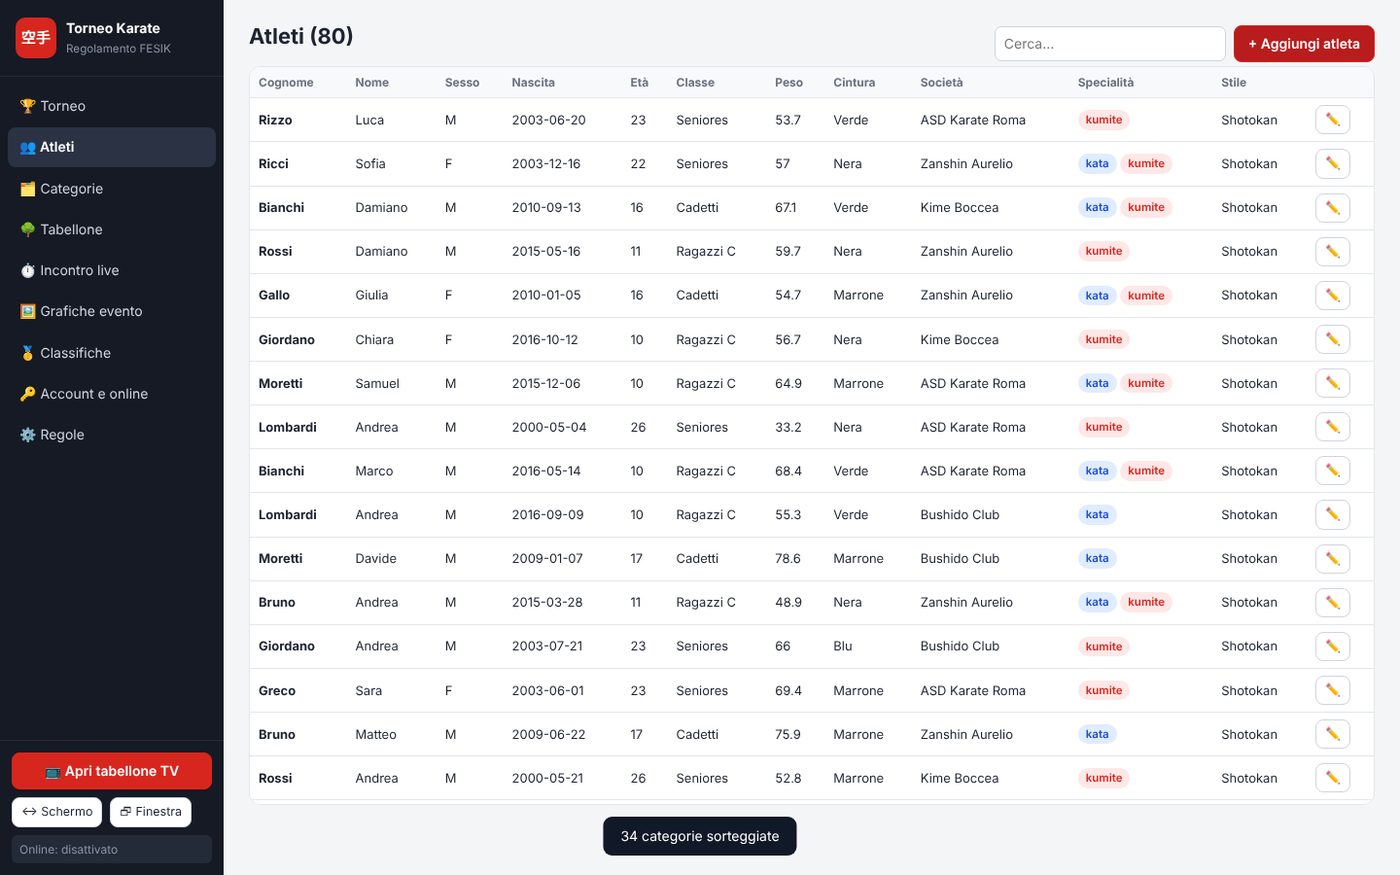 空手 Torneo Karate
Regolamento FESIK
🏆 Torneo
👥 Atleti
🗂️ Categorie
🌳 Tabellone
⏱️ Incontro live
🖼️ Grafiche evento
🥇 Classifiche
🔑 Account e online
⚙️ Regole
📺 Apri tabellone TV
↔ Schermo 🗗 Finestra
Online: disattivato
Atleti (80)
Cerca...
+ Aggiungi atleta
Cognome Nome Sesso Nascita Età Classe Peso Cintura Società Specialità Stile
Rizzo Luca M 2003-06-20 23 Seniores 53.7 Verde ASD Karate Roma kumite Shotokan ✏️
Ricci Sofia F 2003-12-16 22 Seniores 57 Nera Zanshin Aurelio kata kumite Shotokan ✏️
Bianchi Damiano M 2010-09-13 16 Cadetti 67.1 Verde Kime Boccea kata kumite Shotokan ✏️
Rossi Damiano M 2015-05-16 11 Ragazzi C 59.7 Nera Zanshin Aurelio kumite Shotokan ✏️
Gallo Giulia F 2010-01-05 16 Cadetti 54.7 Marrone Zanshin Aurelio kata kumite Shotokan ✏️
Giordano Chiara F 2016-10-12 10 Ragazzi C 56.7 Nera Kime Boccea kumite Shotokan ✏️
Moretti Samuel M 2015-12-06 10 Ragazzi C 64.9 Marrone ASD Karate Roma kata kumite Shotokan ✏️
Lombardi Andrea M 2000-05-04 26 Seniores 33.2 Nera ASD Karate Roma kumite Shotokan ✏️
Bianchi Marco M 2016-05-14 10 Ragazzi C 68.4 Verde ASD Karate Roma kata kumite Shotokan ✏️
Lombardi Andrea M 2016-09-09 10 Ragazzi C 55.3 Verde Bushido Club kata Shotokan ✏️
Moretti Davide M 2009-01-07 17 Cadetti 78.6 Marrone Bushido Club kata Shotokan ✏️
Bruno Andrea M 2015-03-28 11 Ragazzi C 48.9 Nera Zanshin Aurelio kata kumite Shotokan ✏️
Giordano Andrea M 2003-07-21 23 Seniores 66 Blu Bushido Club kumite Shotokan ✏️
Greco Sara F 2003-06-01 23 Seniores 69.4 Marrone ASD Karate Roma kumite Shotokan ✏️
Bruno Matteo M 2009-06-22 17 Cadetti 75.9 Marrone Zanshin Aurelio kata Shotokan ✏️
Rossi Andrea M 2000-05-21 26 Seniores 52.8 Marrone Kime Boccea kumite Shotokan ✏️
34 categorie sorteggiate